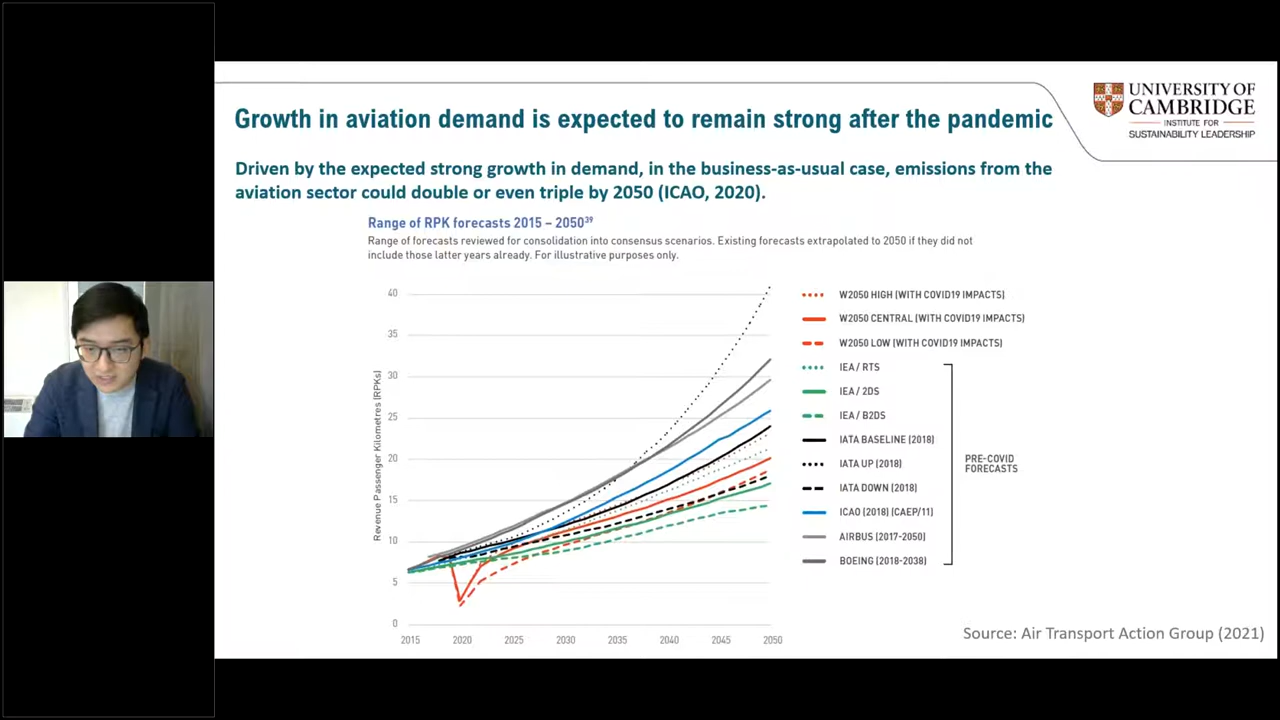 UNIVERSITY OF
CAMBRIDGE
INSTITUTE FOR
SUSTAINABILITY LEADERSHIP
Growth in aviation demand is expected to remain strong after the pandemic
Driven by the expected strong growth in demand, in the business-as-usual case, emissions from the
aviation sector could double or even triple by 2050 (ICAO, 2020).
Range of RPK forecasts 2015 – 2050³⁹
Range of forecasts reviewed for consolidation into consensus scenarios. Existing forecasts extrapolated to 2050 if they did not
include those latter years already. For illustrative purposes only.
Revenue Passenger Kilometres (RPKs)
40
35
30
25
20
15
10
5
0
2015 2020 2025 2030 2035 2040 2045 2050
W2050 HIGH (WITH COVID19 IMPACTS)
W2050 CENTRAL (WITH COVID19 IMPACTS)
W2050 LOW (WITH COVID19 IMPACTS)
IEA / RTS
IEA / 2DS
IEA / B2DS
IATA BASELINE (2018)
IATA UP (2018)
IATA DOWN (2018)
ICAO (2018) (CAEP/11)
AIRBUS (2017-2050)
BOEING (2018-2038)
PRE-COVID
FORECASTS
Source: Air Transport Action Group (2021)